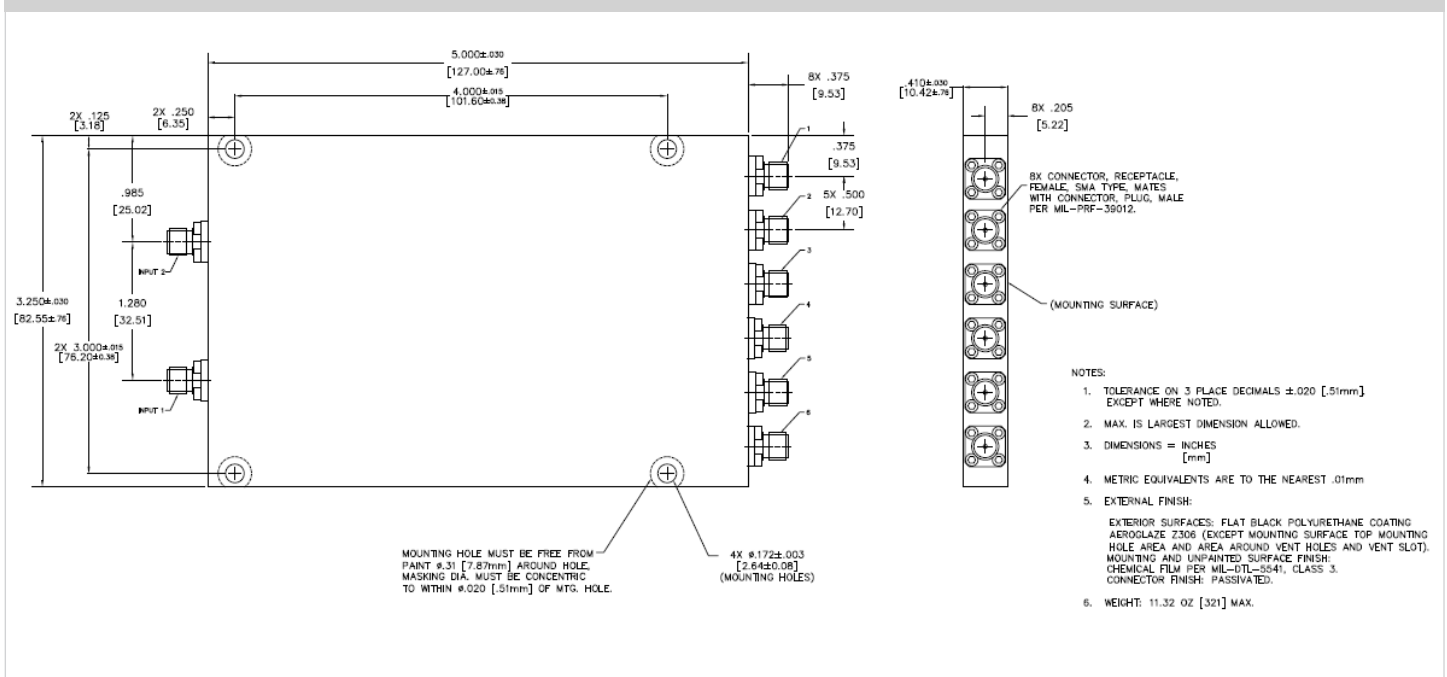 5.000±.030
[127.00±.76]
4.000±.015
[101.60±0.38]
2X .125
[3.18]
2X .250
[6.35]
8X .375
[9.53]
.375
[9.53]
5X .500
[12.70]
.985
[25.02]
1.280
[32.51]
3.250±.030
[82.55±.76]
2X 3.000±.015
[76.20±0.38]
INPUT 2
INPUT 1
1
2
3
4
5
6
MOUNTING HOLE MUST BE FREE FROM
PAINT ø.31 [7.87mm] AROUND HOLE,
MASKING DIA. MUST BE CONCENTRIC
TO WITHIN ø.020 [.51mm] OF MTG. HOLE.
4X ø.172±.003
[2.64±0.08]
(MOUNTING HOLES)
.410±.030
[10.42±.76]
8X .205
[5.22]
8X CONNECTOR, RECEPTACLE,
FEMALE, SMA TYPE, MATES
WITH CONNECTOR, PLUG, MALE
PER MIL-PRF-39012.
(MOUNTING SURFACE)
NOTES:
1. TOLERANCE ON 3 PLACE DECIMALS ±.020 [.51mm]
EXCEPT WHERE NOTED.
2. MAX. IS LARGEST DIMENSION ALLOWED.
3. DIMENSIONS = INCHES
[mm]
4. METRIC EQUIVALENTS ARE TO THE NEAREST .01mm
5. EXTERNAL FINISH:
EXTERIOR SURFACES: FLAT BLACK POLYURETHANE COATING
AEROGLAZE Z306 (EXCEPT MOUNTING SURFACE TOP MOUNTING
HOLE AREA AND AREA AROUND VENT HOLES AND VENT SLOT).
MOUNTING AND UNPAINTED SURFACE FINISH:
CHEMICAL FILM PER MIL-DTL-5541, CLASS 3.
CONNECTOR FINISH: PASSIVATED.
6. WEIGHT: 11.32 OZ [321] MAX.